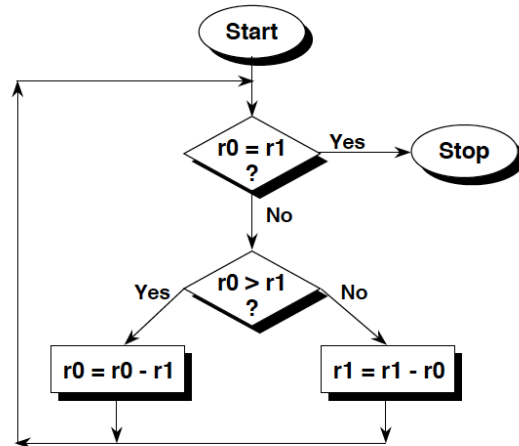 Start
r0 = r1
?
Yes
Stop
No
r0 > r1
?
Yes
No
r0 = r0 - r1
r1 = r1 - r0